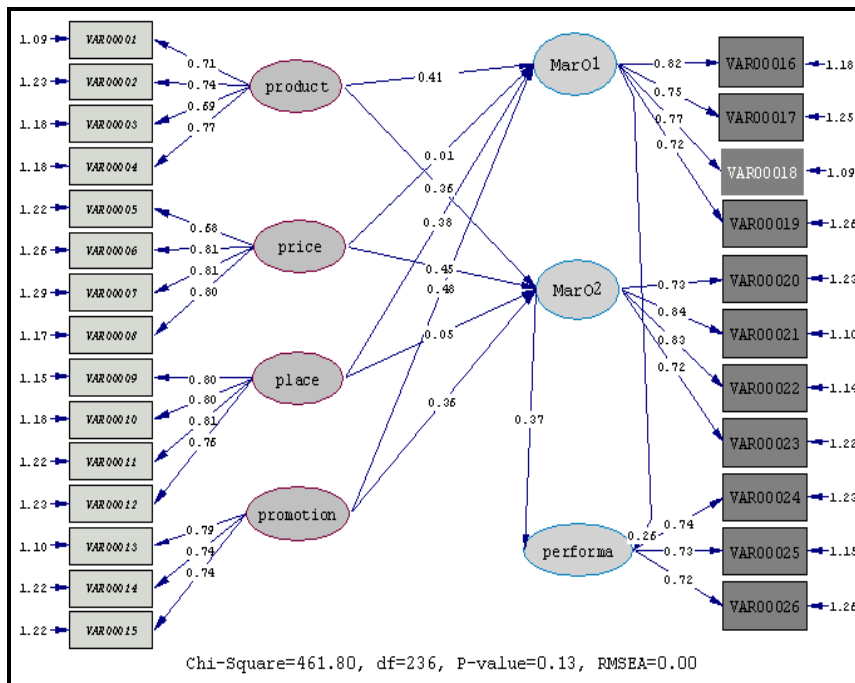 1.09 VAR00001
1.23 VAR00002
1.18 VAR00003
1.18 VAR00004
1.22 VAR00005
1.26 VAR00006
1.29 VAR00007
1.17 VAR00008
1.15 VAR00009
1.18 VAR00010
1.22 VAR00011
1.23 VAR00012
1.10 VAR00013
1.22 VAR00014
1.22 VAR00015
0.71
0.74
0.69
0.77
0.68
0.81
0.81
0.80
0.80
0.80
0.81
0.76
0.79
0.74
0.74
product
price
place
promotion
0.41
0.01
0.36
0.38
0.45
0.48
0.05
0.36
0.37
0.26
MarO1
MarO2
performa
0.82
0.75
0.77
0.72
0.73
0.84
0.83
0.72
0.74
0.73
0.72
VAR00016 1.18
VAR00017 1.25
VAR00018 1.09
VAR00019 1.26
VAR00020 1.23
VAR00021 1.10
VAR00022 1.14
VAR00023 1.22
VAR00024 1.23
VAR00025 1.15
VAR00026 1.26
Chi-Square=461.80, df=236, P-value=0.13, RMSEA=0.00